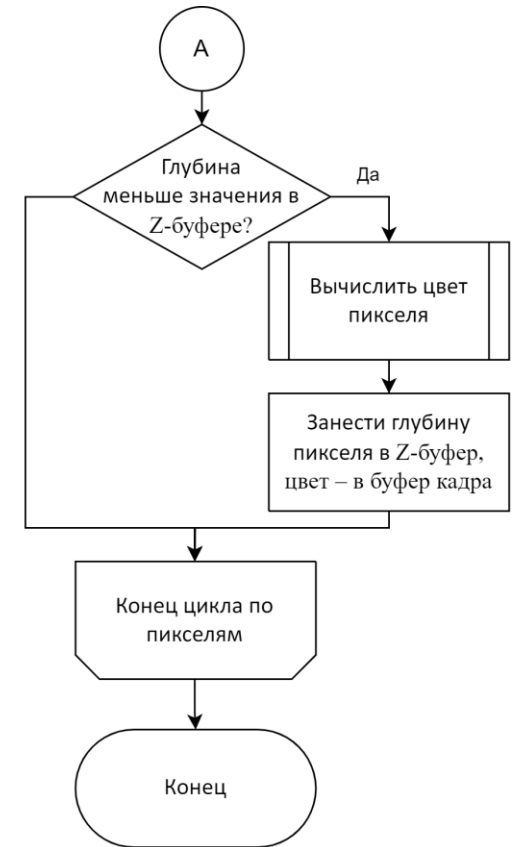 А
Глубина
меньше значения в
Z-буфере?
Да
Вычислить цвет
пикселя
Занести глубину
пикселя в Z-буфер,
цвет – в буфер кадра
Конец цикла по
пикселям
Конец